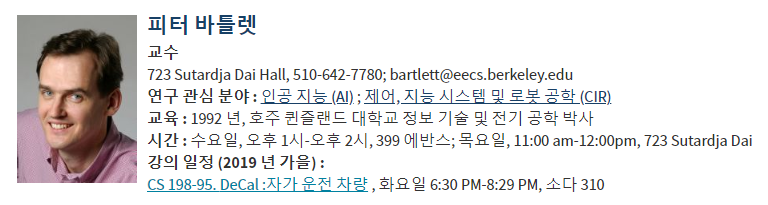 피터 바틀렛
교수
723 Sutardja Dai Hall, 510-642-7780; bartlett@eecs.berkeley.edu
연구 관심 분야 : 인공 지능 (AI) ; 제어, 지능 시스템 및 로봇 공학 (CIR)
교육 : 1992 년, 호주 퀸즐랜드 대학교 정보 기술 및 전기 공학 박사
시간 : 수요일, 오후 1시-오후 2시, 399 에반스; 목요일, 11:00 am-12:00pm, 723 Sutardja Dai
강의 일정 (2019 년 가을) :
CS 198-95. DeCal :자가 운전 차량 , 화요일 6:30 PM-8:29 PM, 소다 310